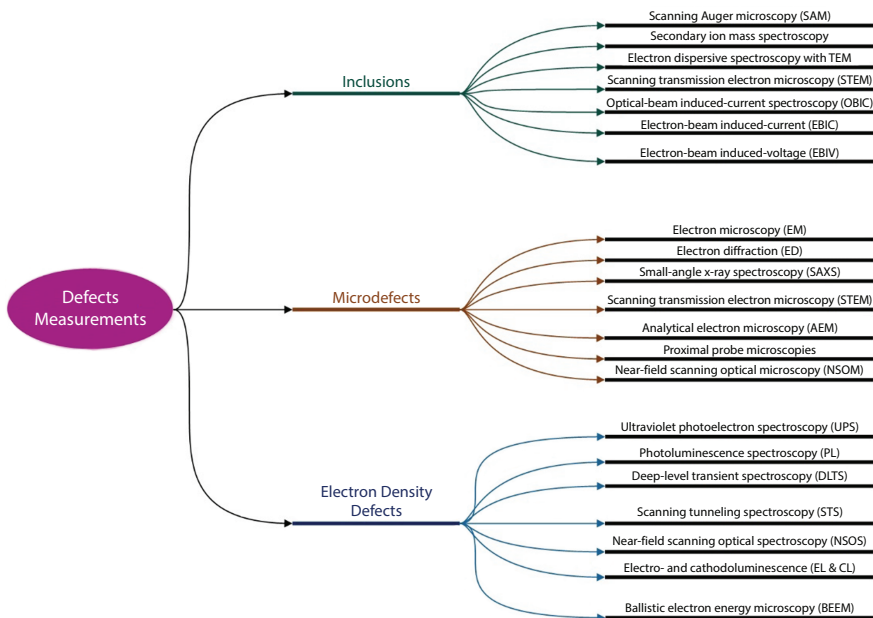 Defects
Measurements
Inclusions
Scanning Auger microscopy (SAM)
Secondary ion mass spectroscopy
Electron dispersive spectroscopy with TEM
Scanning transmission electron microscopy (STEM)
Optical-beam induced-current spectroscopy (OBIC)
Electron-beam induced-current (EBIC)
Electron-beam induced-voltage (EBIV)
Microdefects
Electron microscopy (EM)
Electron diffraction (ED)
Small-angle x-ray spectroscopy (SAXS)
Scanning transmission electron microscopy (STEM)
Analytical electron microscopy (AEM)
Proximal probe microscopies
Near-field scanning optical microscopy (NSOM)
Electron Density
Defects
Ultraviolet photoelectron spectroscopy (UPS)
Photoluminescence spectroscopy (PL)
Deep-level transient spectroscopy (DLTS)
Scanning tunneling spectroscopy (STS)
Near-field scanning optical spectroscopy (NSOS)
Electro- and cathodoluminescence (EL & CL)
Ballistic electron energy microscopy (BEEM)